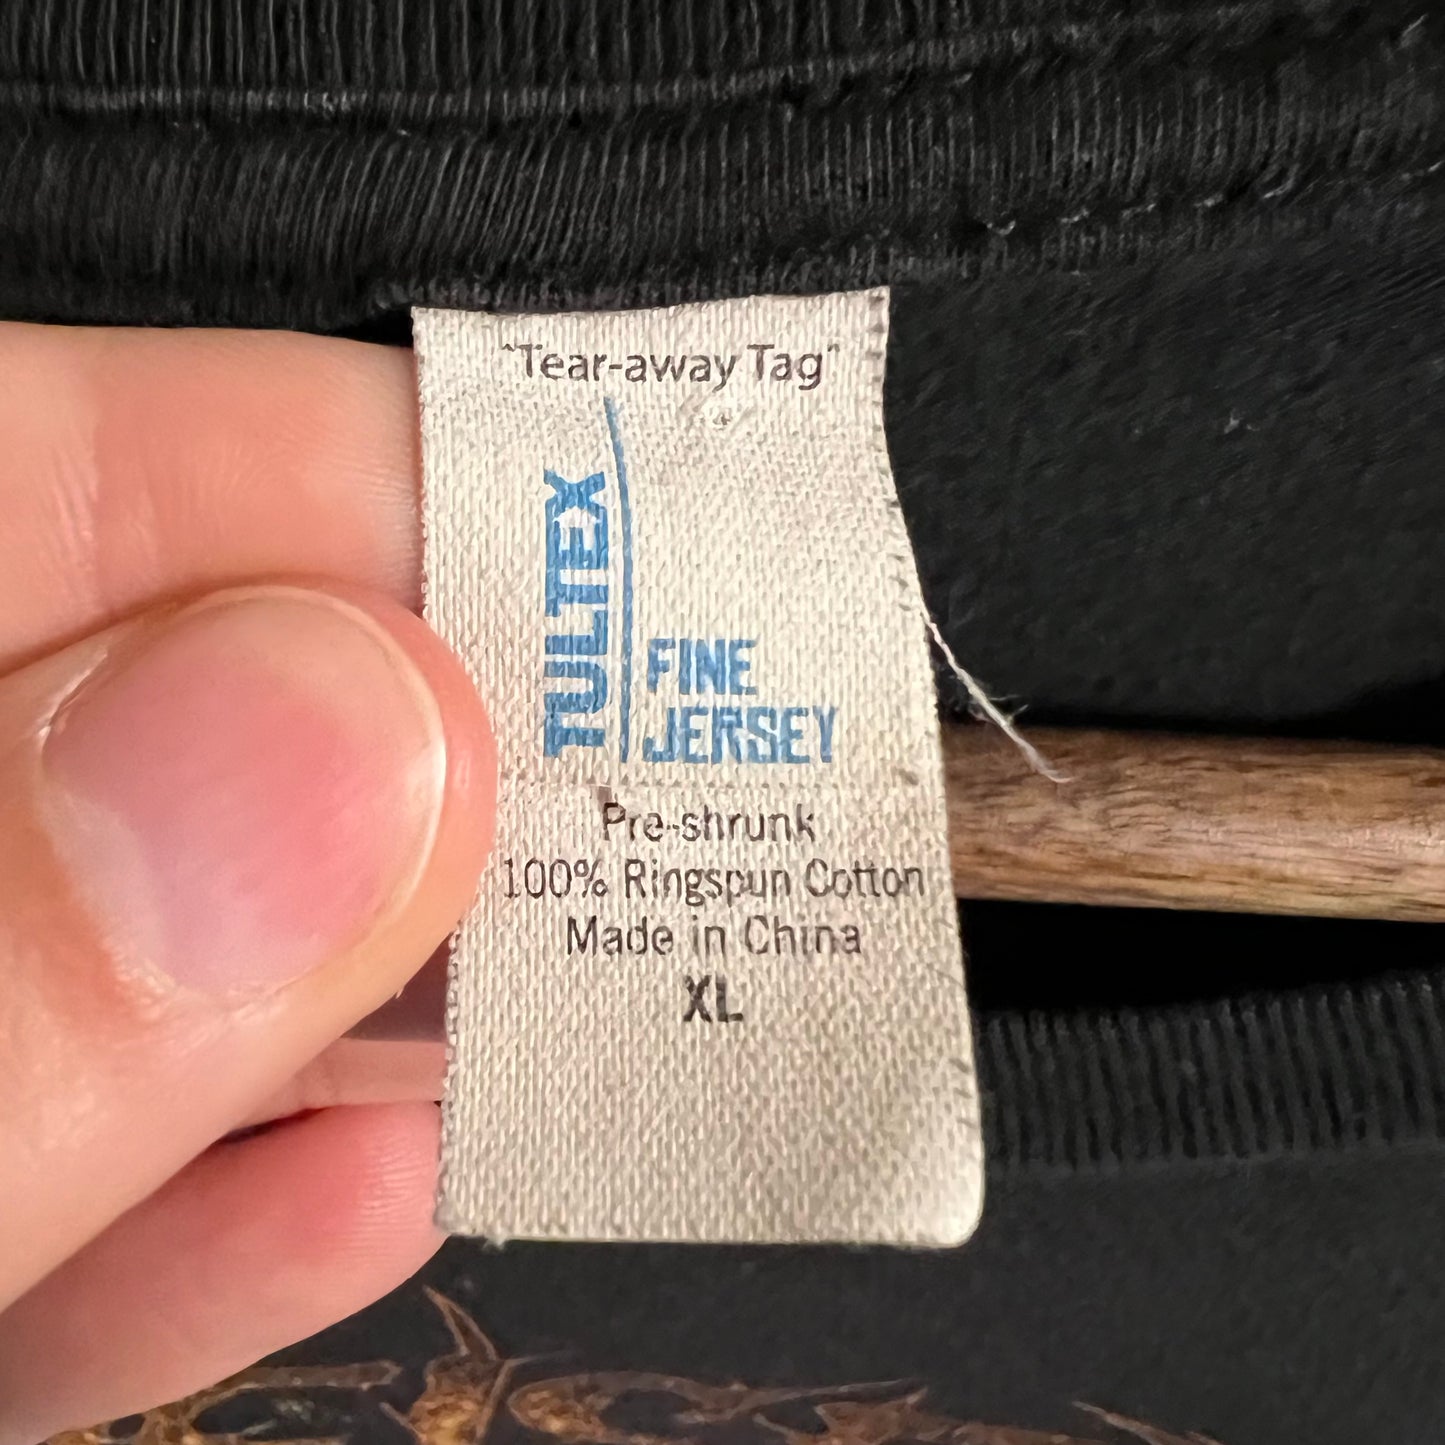 "Tear-away Tag"
TULTEX
FINE
JERSEY
Pre-shrunk
100% Ringspun Cotton
Made in China
XL